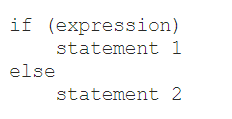 if (expression)
    statement 1
else
    statement 2